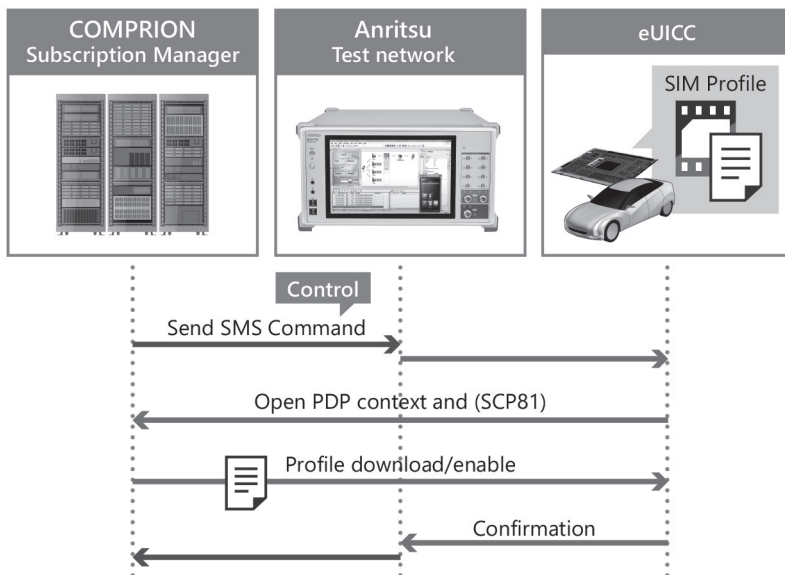 COMPRION
Subscription Manager
Anritsu
Test network
eUICC
SIM Profile
Control
Send SMS Command
Open PDP context and (SCP81)
Profile download/enable
Confirmation